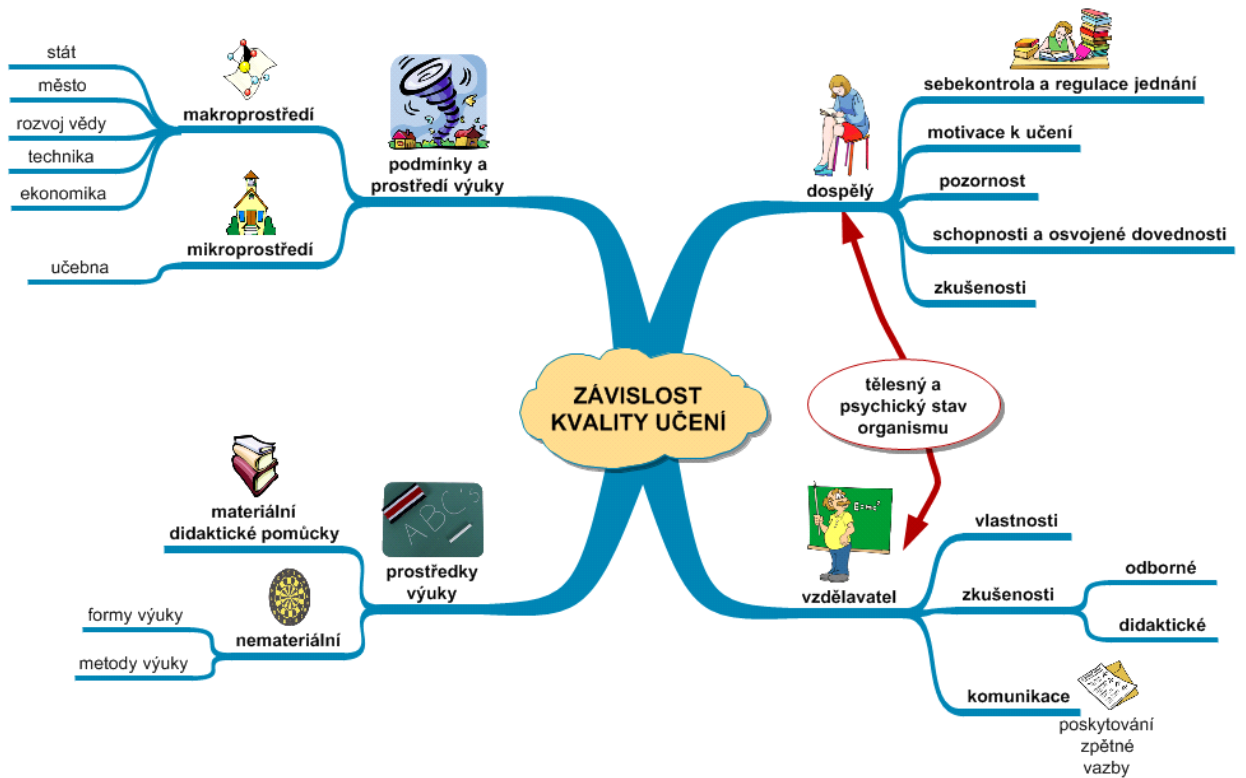 ZÁVISLOST
KVALITY UČENÍ
podmínky a
prostředí výuky
makroprostředí
stát
město
rozvoj vědy
technika
ekonomika
mikroprostředí
učebna
dospělý
sebekontrola a regulace jednání
motivace k učení
pozornost
schopnosti a osvojené dovednosti
zkušenosti
tělesný a
psychický stav
organismu
prostředky
výuky
ABC's
materiální
didaktické pomůcky
nemateriální
formy výuky
metody výuky
vzdělavatel
E=mc²
vlastnosti
zkušenosti
odborné
didaktické
komunikace
poskytování
zpětné
vazby